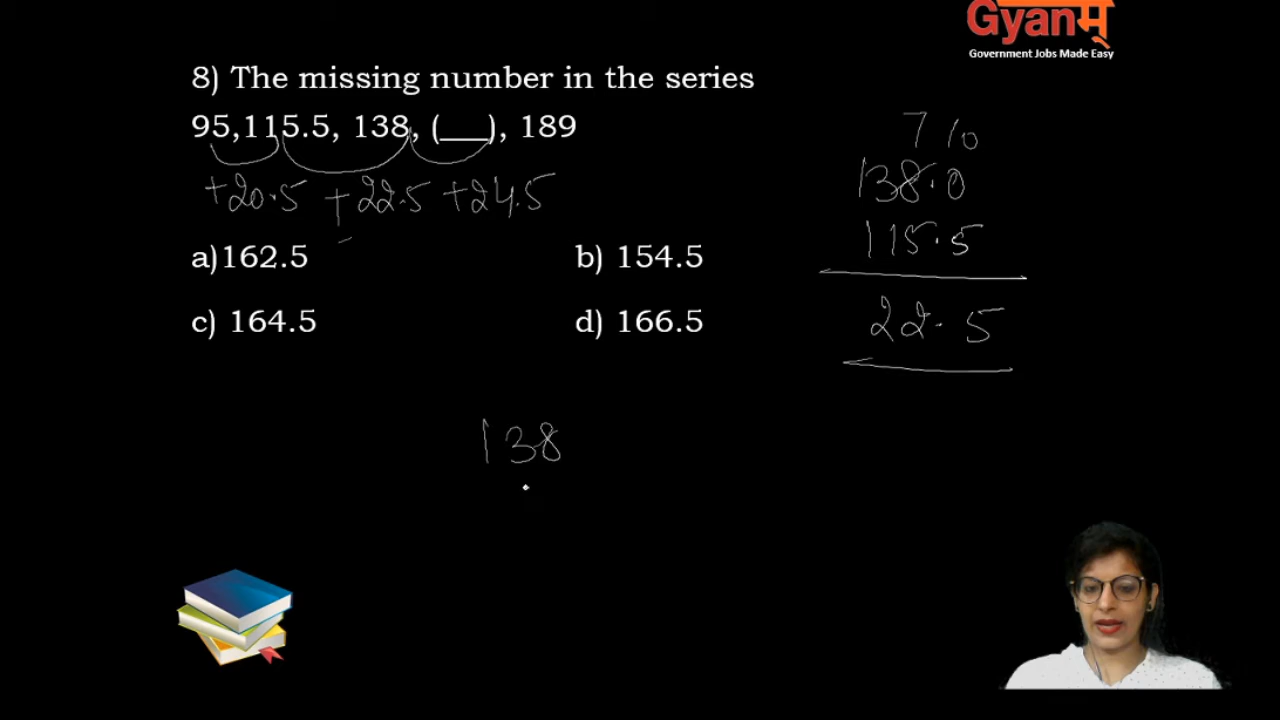 Gyanम्
Government Jobs Made Easy
8) The missing number in the series
95,115.5, 138, (___), 189
+20.5 +22.5 +24.5
a)162.5 b) 154.5
c) 164.5 d) 166.5
7 10
138.0
115.5
22.5
138